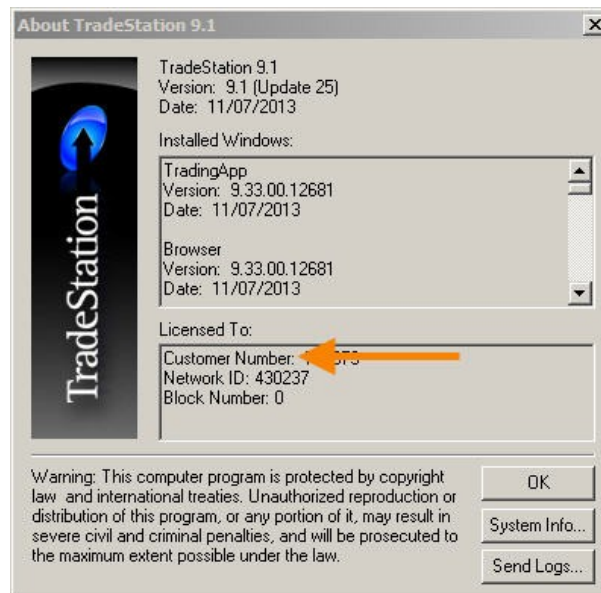 About TradeStation 9.1
TradeStation
TradeStation 9.1
Version: 9.1 (Update 25)
Date: 11/07/2013
Installed Windows:
TradingApp
Version: 9.33.00.12681
Date: 11/07/2013
Browser
Version: 9.33.00.12681
Date: 11/07/2013
Licensed To:
Customer Number:
Network ID: 430237
Block Number: 0
Warning: This computer program is protected by copyright
law and international treaties. Unauthorized reproduction or
distribution of this program, or any portion of it, may result in
severe civil and criminal penalties, and will be prosecuted to
the maximum extent possible under the law.
OK
System Info...
Send Logs...